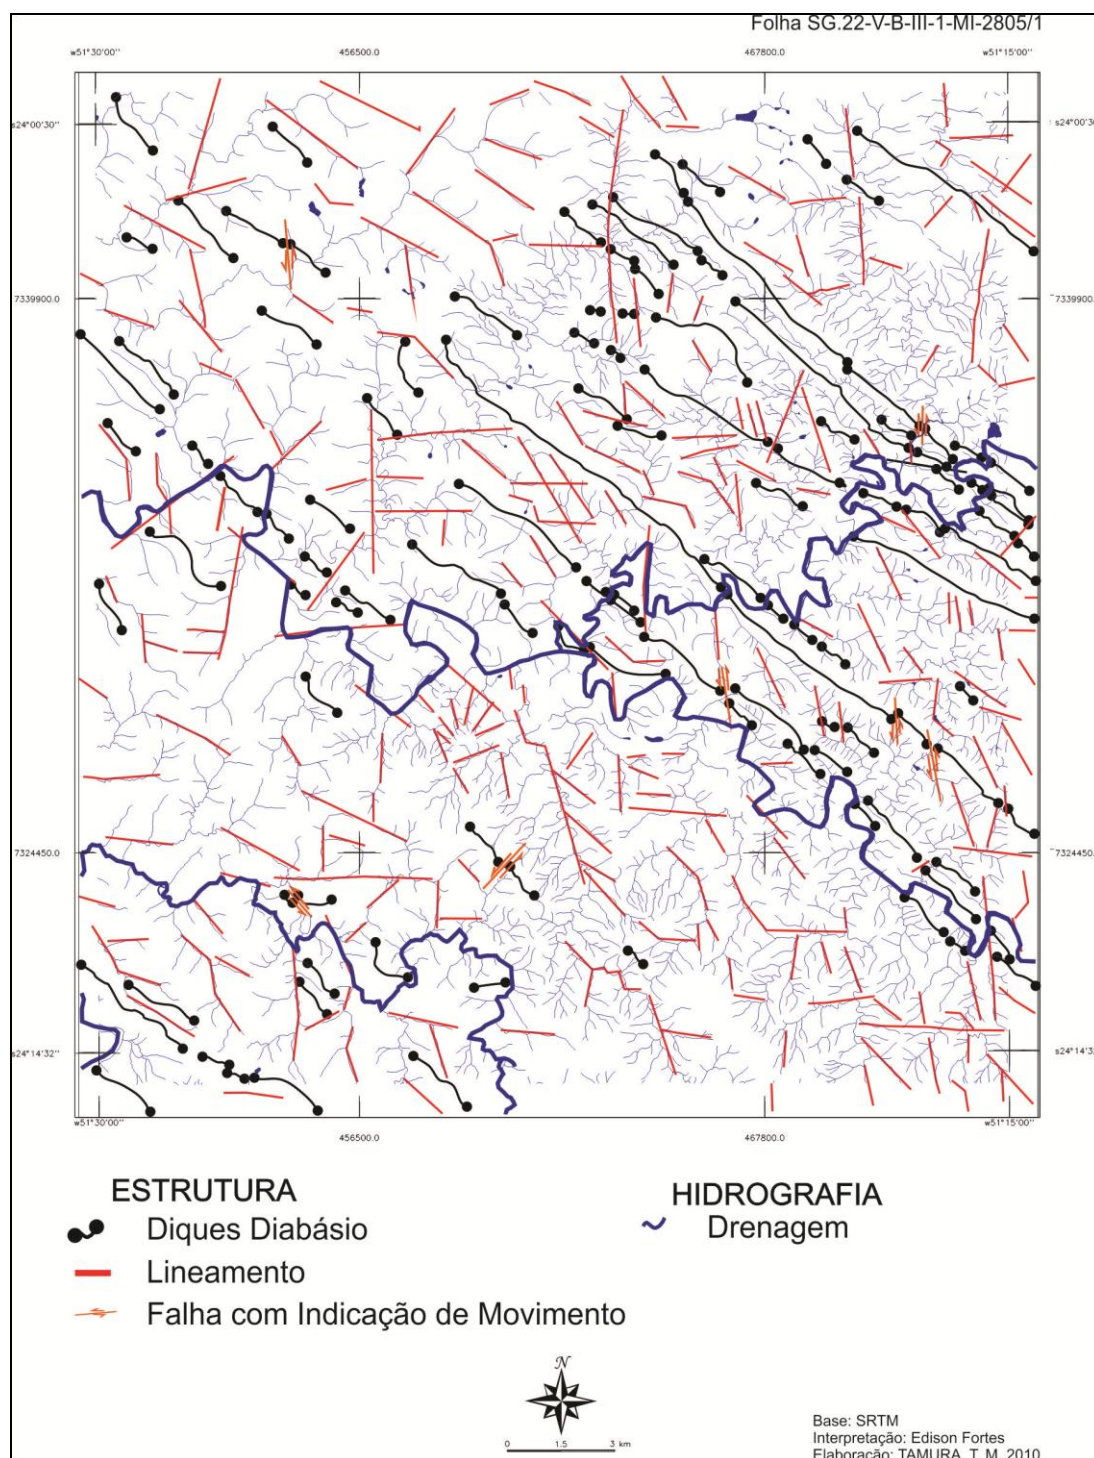 Folha SG.22-V-B-III-1-MI-2805/1
w51°30'00'' 456500.0 467800.0 w51°15'00''
s24°00'30'' s24°00'30
7339900.0 7339900.0
7324450.0 7324450.0
s24°14'32'' s24°14'32
w51°30'00'' 456500.0 467800.0 w51°15'00''
ESTRUTURA
Diques Diabásio
Lineamento
Falha com Indicação de Movimento
HIDROGRAFIA
Drenagem
N
0 1.5 3 km
Base: SRTM
Interpretação: Edison Fortes
Elaboração: TAMURA, T. M. 2010